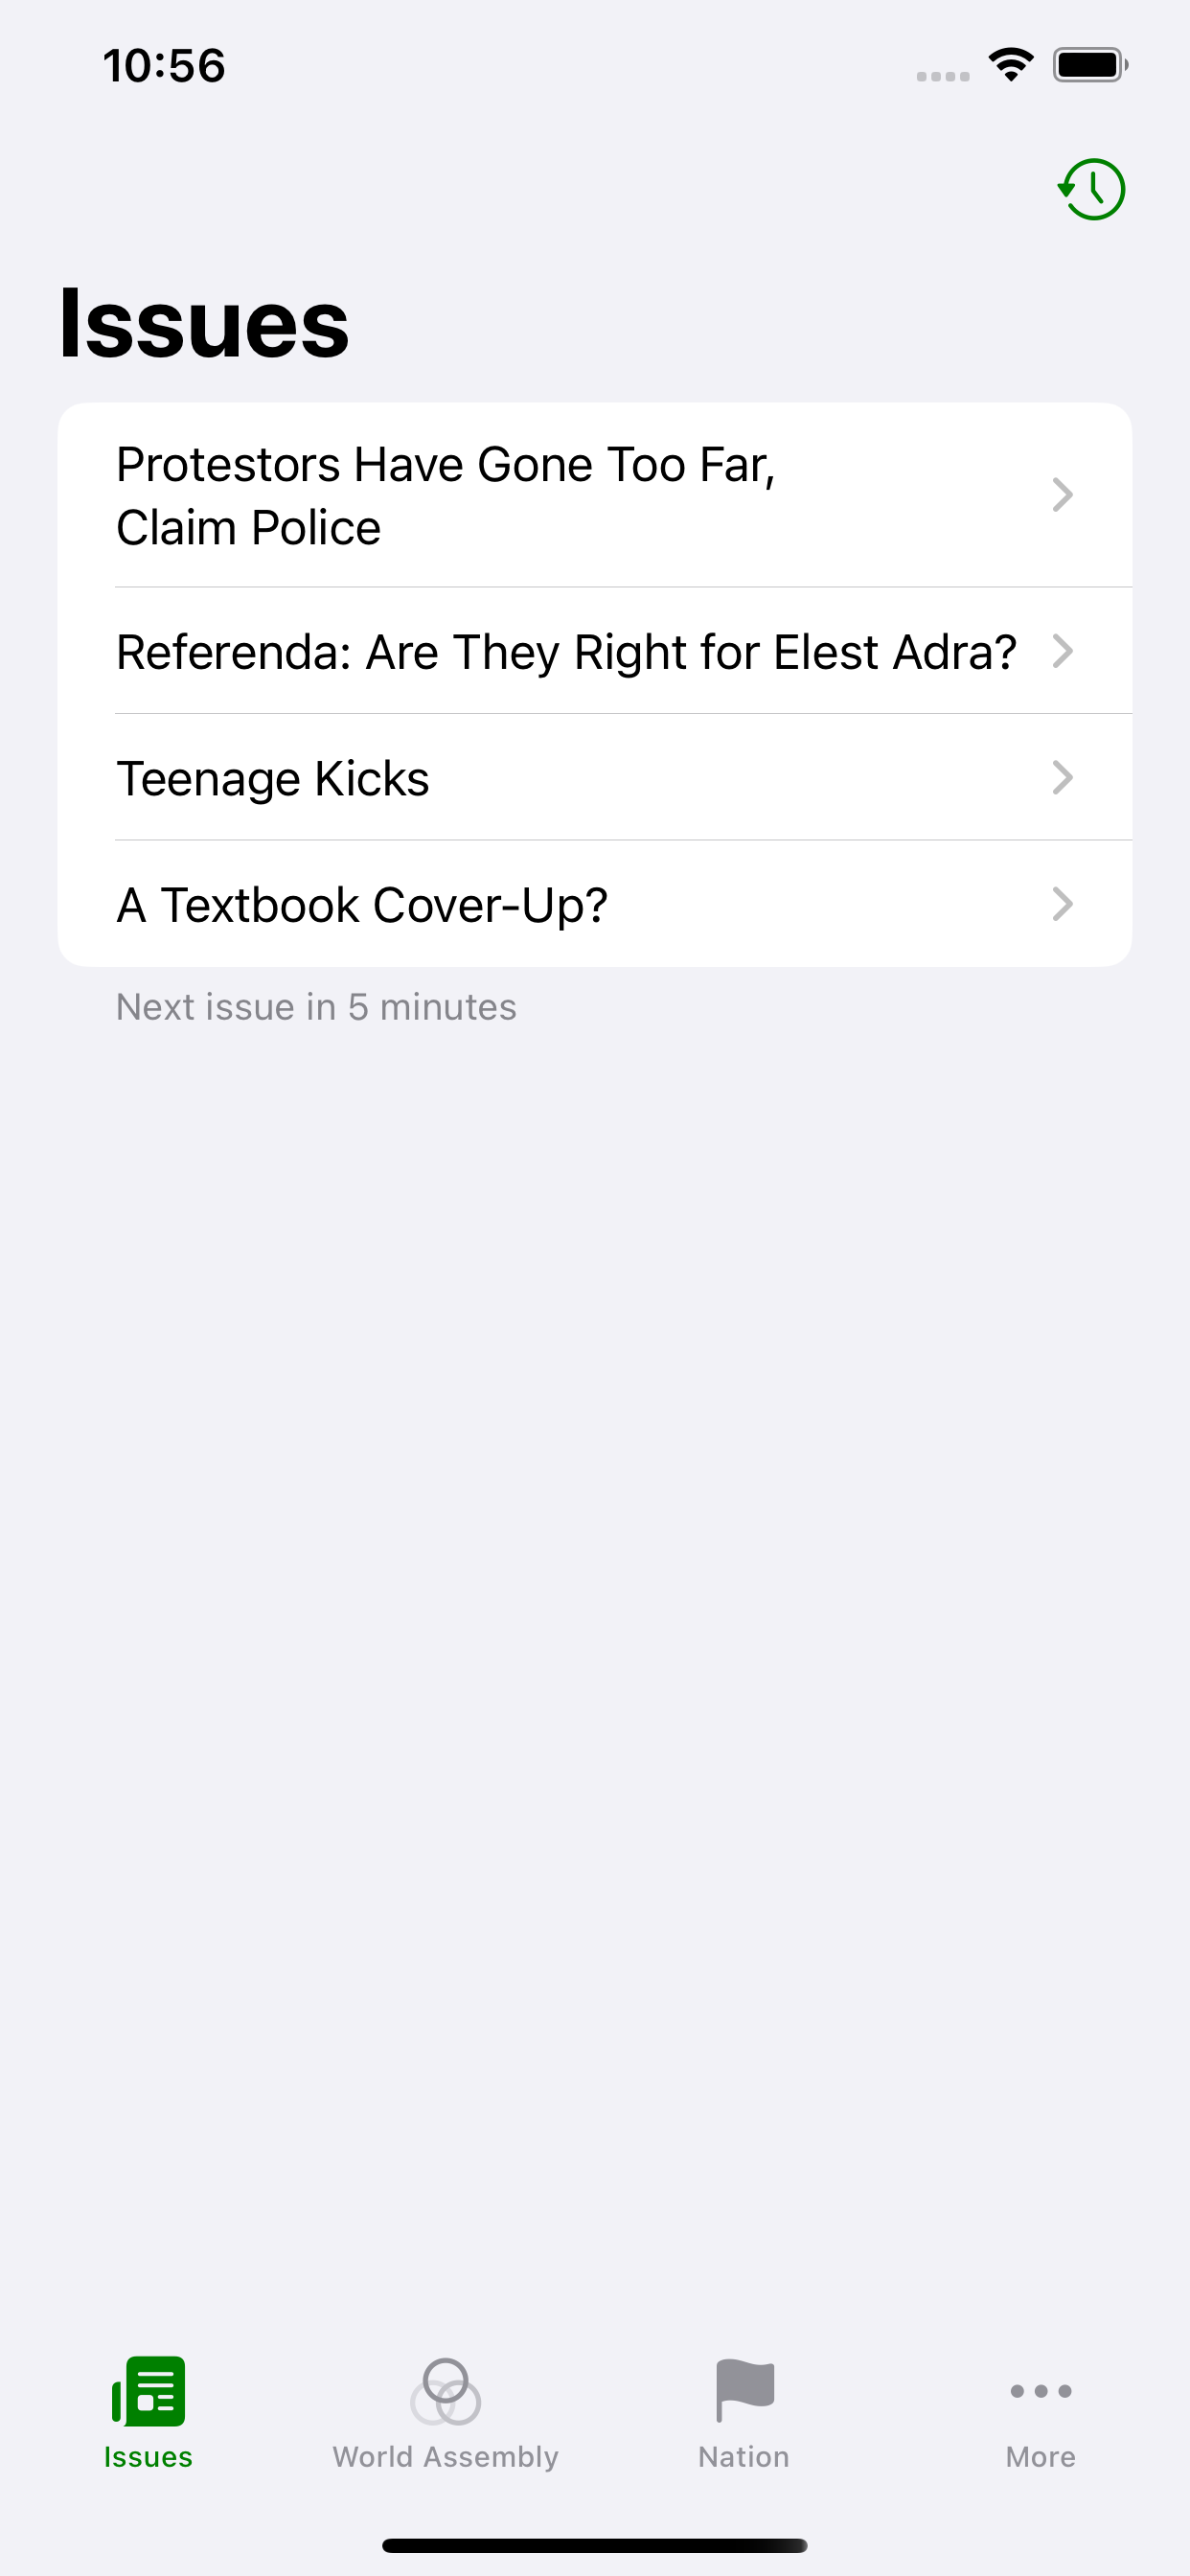 10:56
Issues
Protestors Have Gone Too Far,
Claim Police
Referenda: Are They Right for Elest Adra?
Teenage Kicks
A Textbook Cover-Up?
Next issue in 5 minutes
Issues
World Assembly
Nation
More